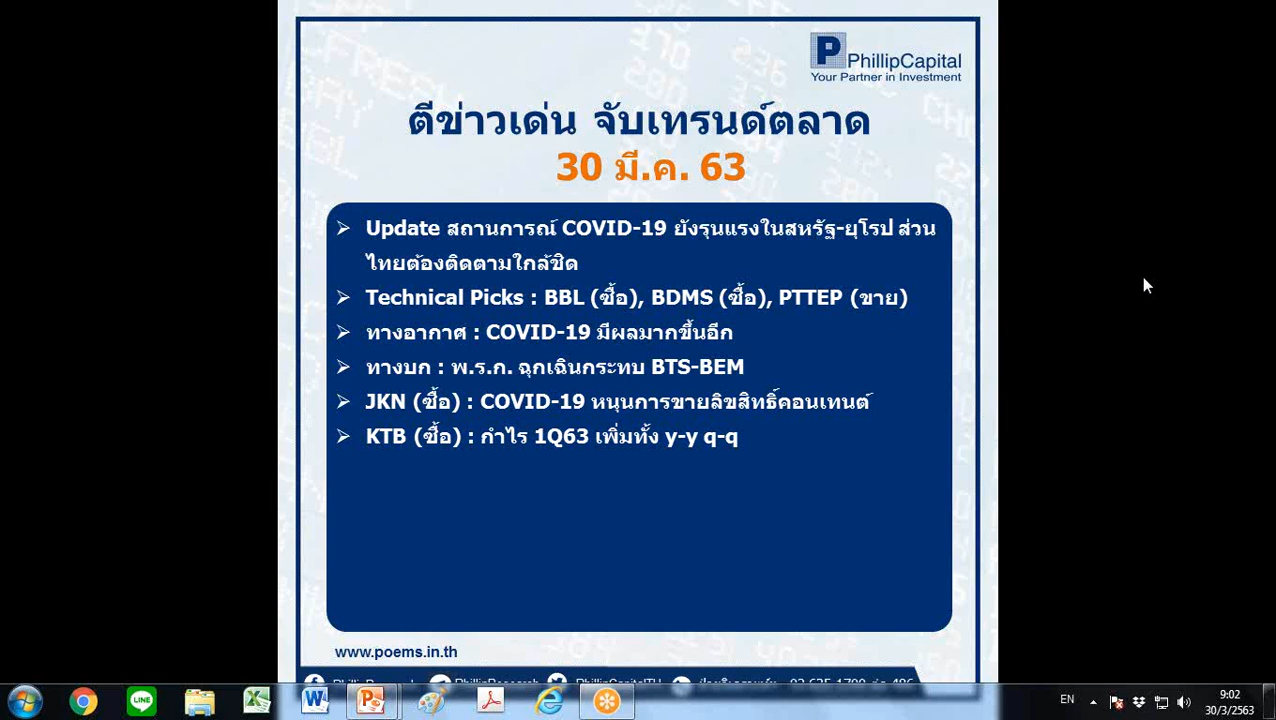 PhillipCapital
Your Partner in Investment
ตีข่าวเด่น จับเทรนด์ตลาด
30 มี.ค. 63
Update สถานการณ์ COVID-19 ยังรุนแรงในสหรัฐ-ยุโรป ส่วน
ไทยต้องติดตามใกล้ชิด
Technical Picks : BBL (ซื้อ), BDMS (ซื้อ), PTTEP (ขาย)
ทางอากาศ : COVID-19 มีผลมากขึ้นอีก
ทางบก : พ.ร.ก. ฉุกเฉินกระทบ BTS-BEM
JKN (ซื้อ) : COVID-19 หนุนการขายลิขสิทธิ์คอนเทนต์
KTB (ซื้อ) : กำไร 1Q63 เพิ่มทั้ง y-y q-q
www.poems.in.th
LINE
EN
9:02
30/3/2563